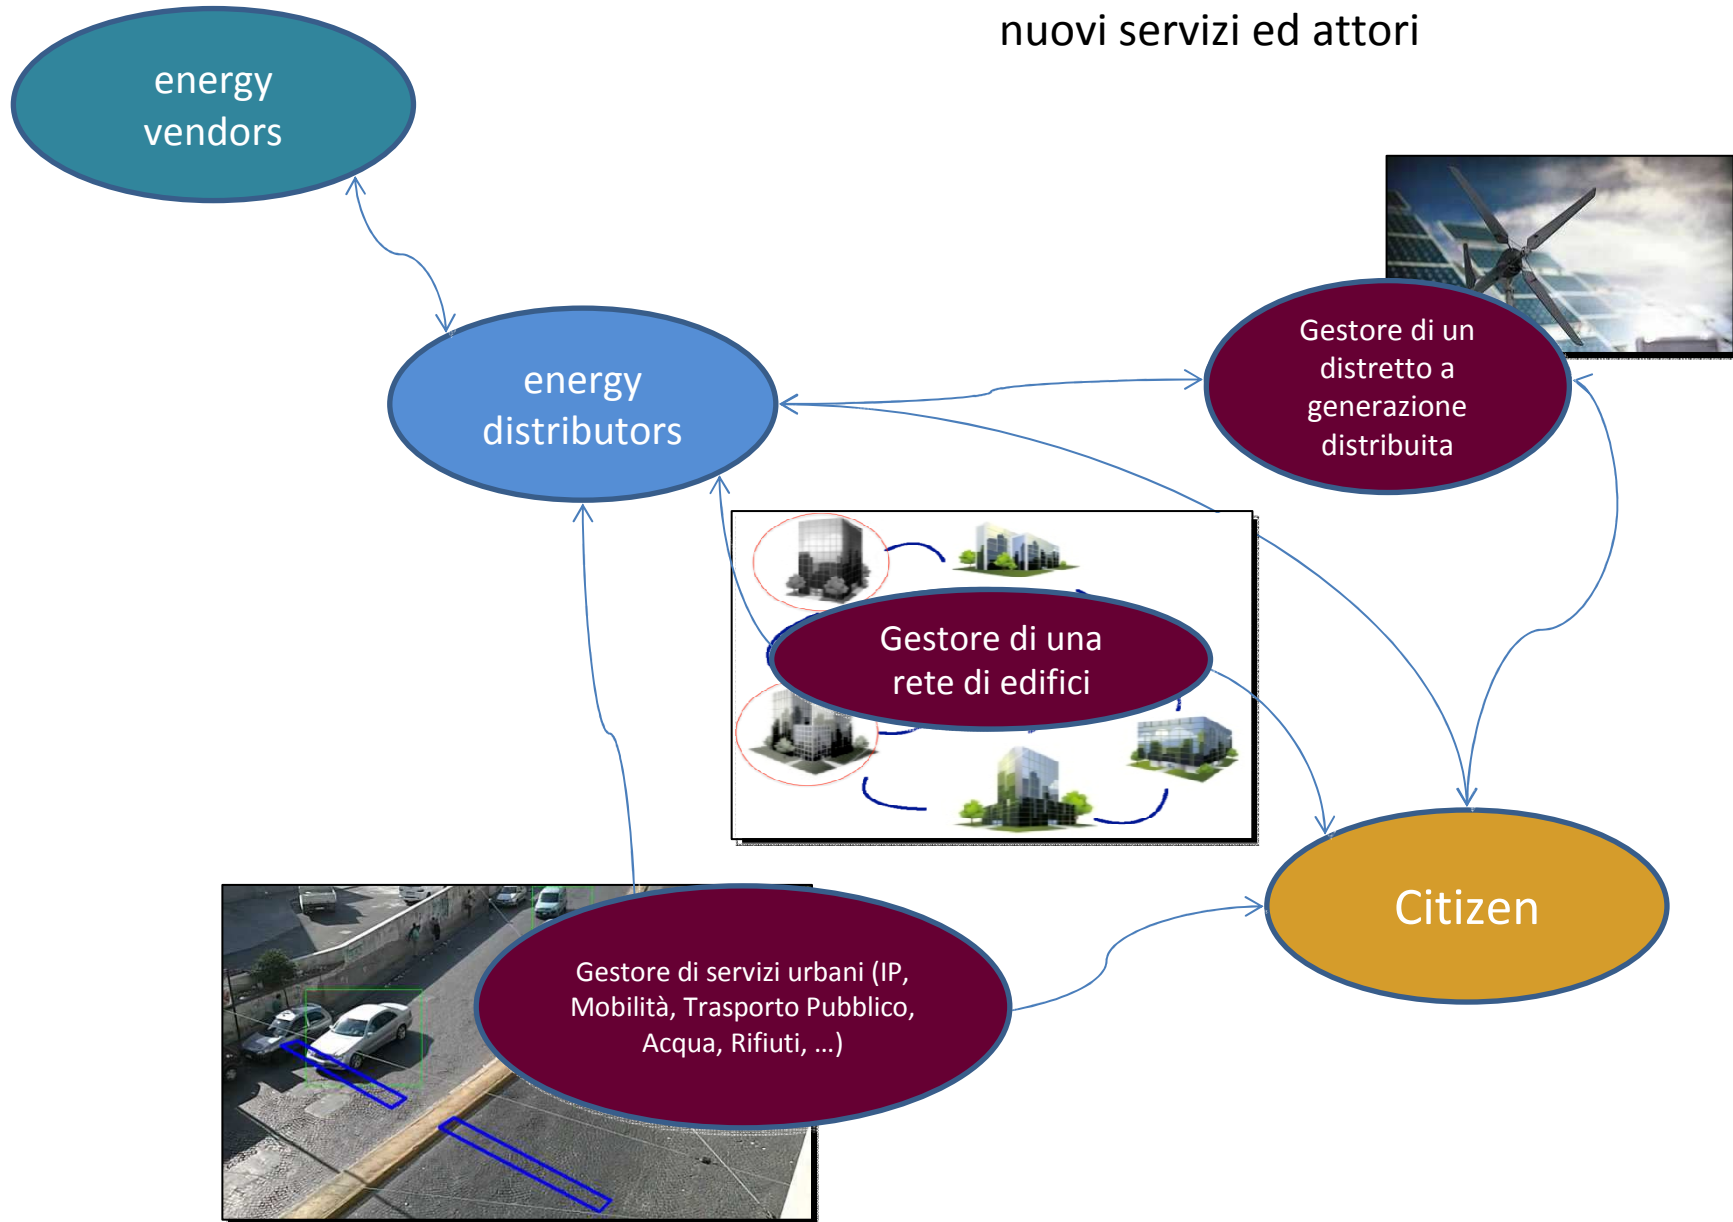 nuovi servizi ed attori
energy
vendors
energy
distributors
Gestore di un
distretto a
generazione
distribuita
Gestore di una
rete di edifici
Citizen
Gestore di servizi urbani (IP,
Mobilità, Trasporto Pubblico,
Acqua, Rifiuti, …)